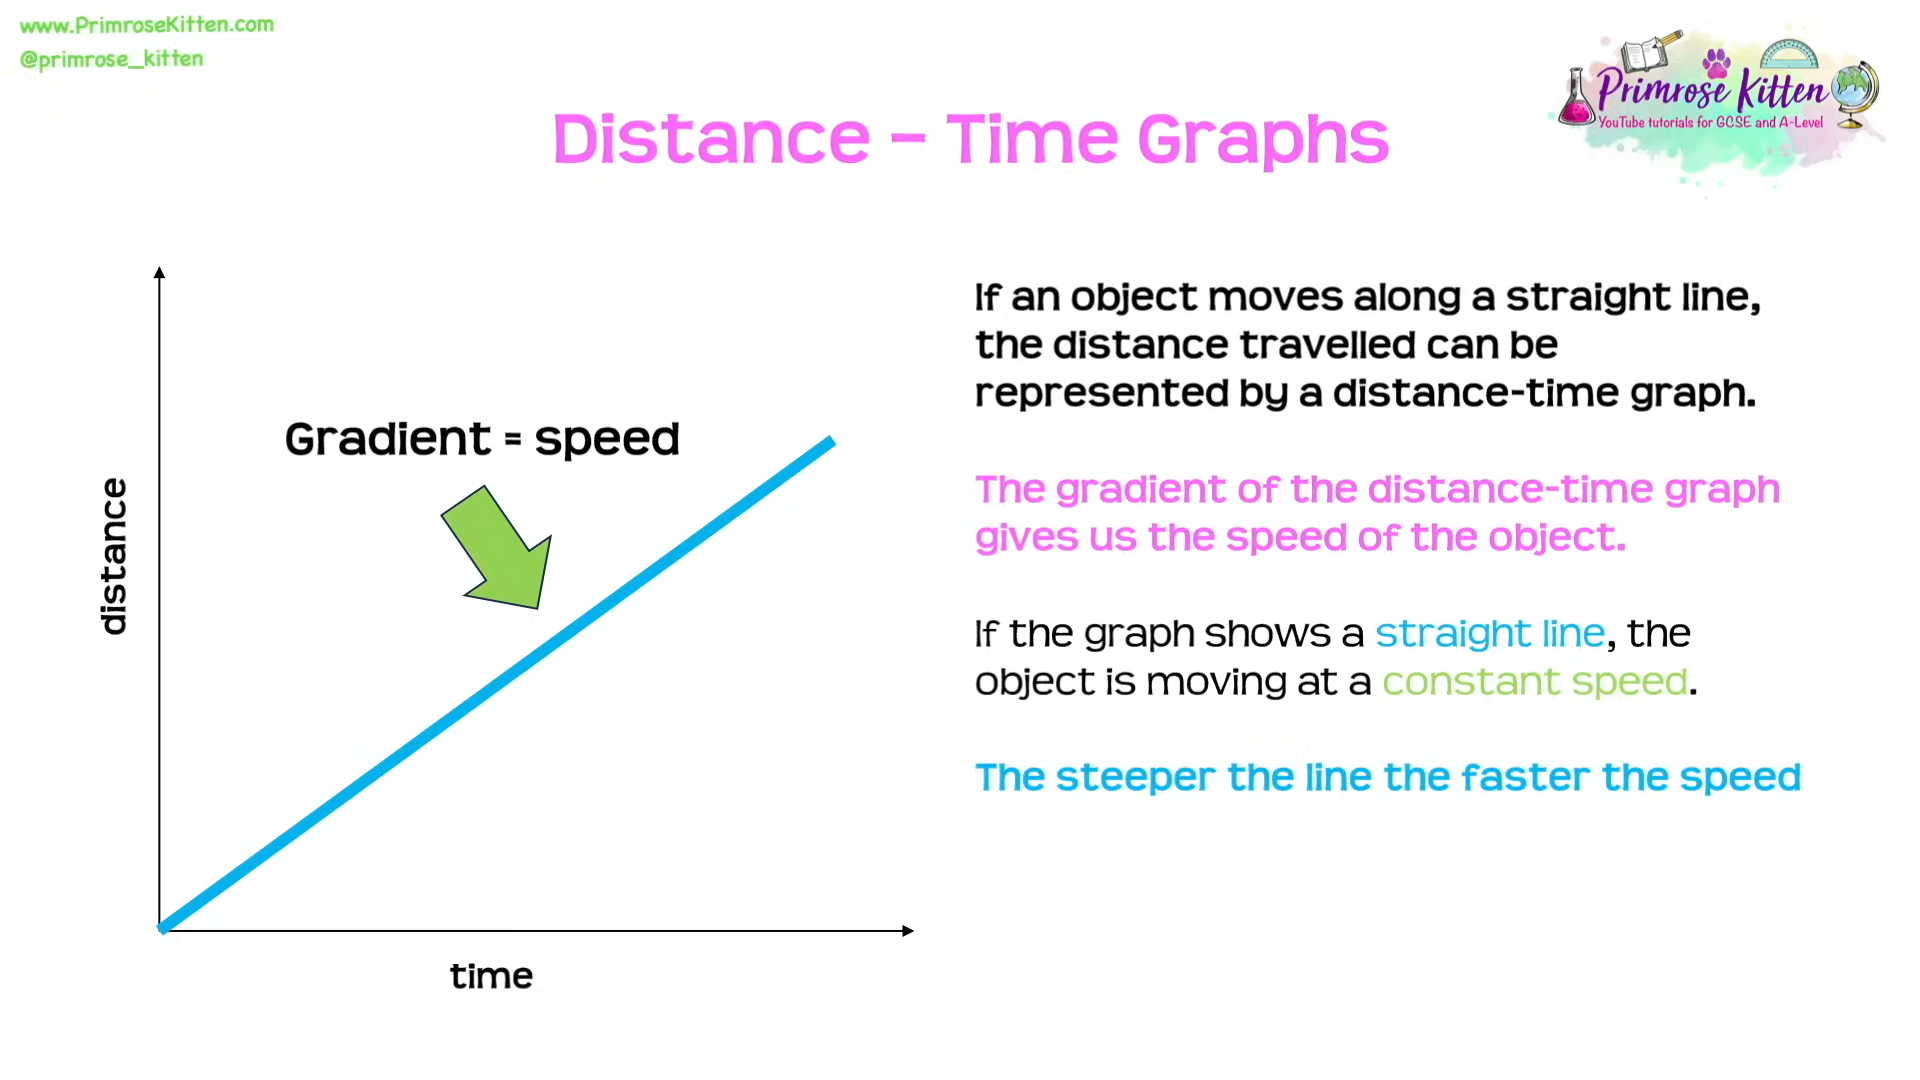 www.PrimroseKitten.com
@primrose_kitten
Primrose Kitten
YouTube tutorials for GCSE and A-Level
Distance – Time Graphs
Gradient = speed
distance
time
If an object moves along a straight line,
the distance travelled can be
represented by a distance-time graph.
The gradient of the distance-time graph
gives us the speed of the object.
If the graph shows a straight line, the
object is moving at a constant speed.
The steeper the line the faster the speed